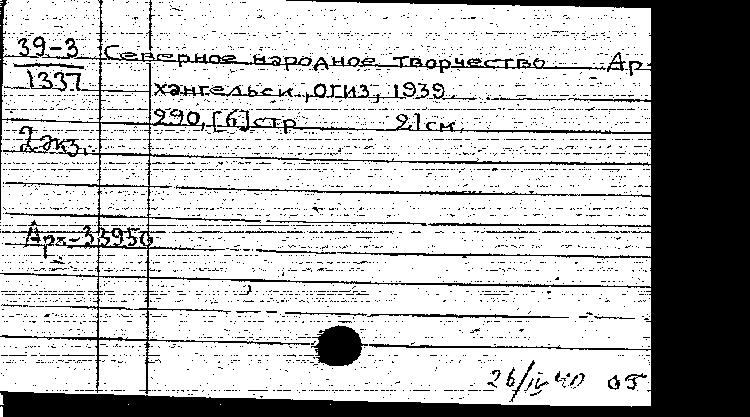 39-3 Северное народное творчество Ар-
1337 хангельск., ОГИЗ, 1939.
290, [6] стр 21 см.
2 экз.
Арх-33950
26/IV 40 ОТ